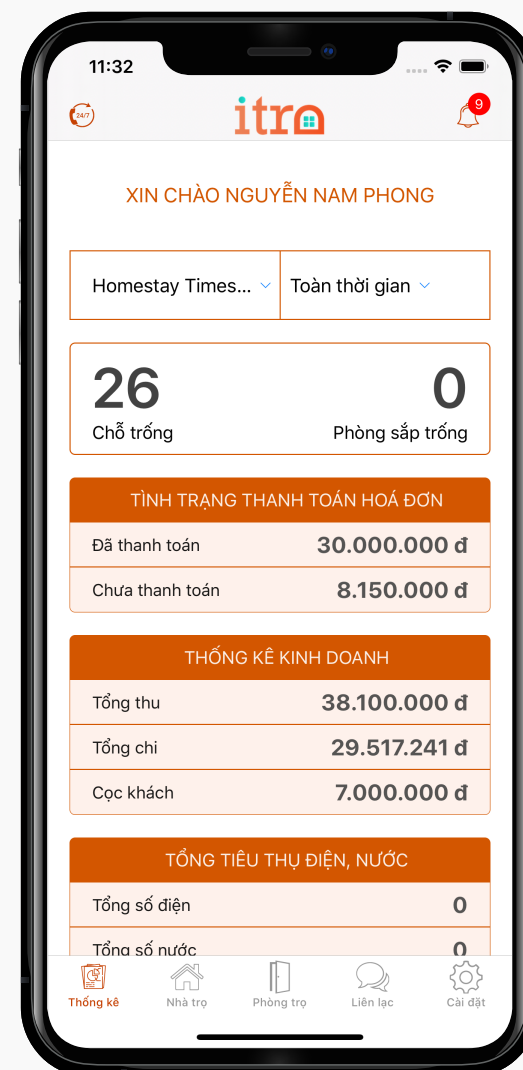 11:32
24/7
itro
9
XIN CHÀO NGUYỄN NAM PHONG
Homestay Times... Toàn thời gian
26 0
Chỗ trống Phòng sắp trống
TÌNH TRẠNG THANH TOÁN HOÁ ĐƠN
Đã thanh toán 30.000.000 đ
Chưa thanh toán 8.150.000 đ
THỐNG KÊ KINH DOANH
Tổng thu 38.100.000 đ
Tổng chi 29.517.241 đ
Cọc khách 7.000.000 đ
TỔNG TIÊU THỤ ĐIỆN, NƯỚC
Tổng số điện 0
Tổng số nước 0
Thống kê Nhà trọ Phòng trọ Liên lạc Cài đặt